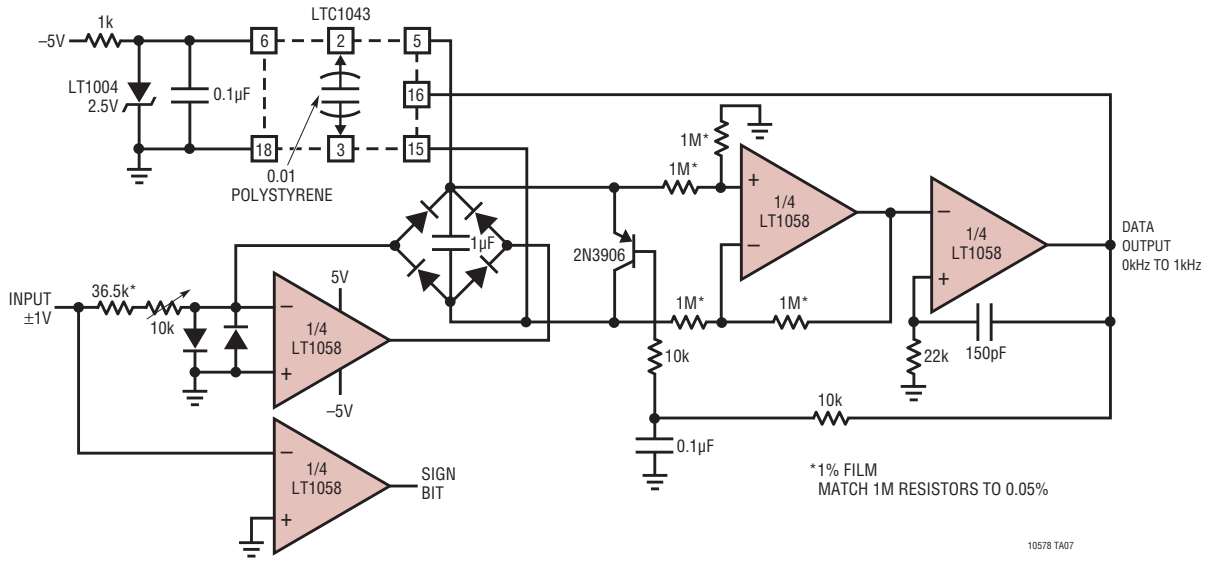 LTC1043
1k
–5V
6
2
5
LT1004
2.5V
0.1µF
16
18
3
15
0.01
POLYSTYRENE
1M*
1M*
+
1/4
LT1058
–
–
1/4
LT1058
+
DATA
OUTPUT
0kHz TO 1kHz
1µF
2N3906
INPUT
±1V
36.5k*
10k
5V
–
1/4
LT1058
+
–5V
1M*
1M*
10k
22k
150pF
10k
0.1µF
–
1/4
LT1058
+
SIGN
BIT
*1% FILM
MATCH 1M RESISTORS TO 0.05%
10578 TA07